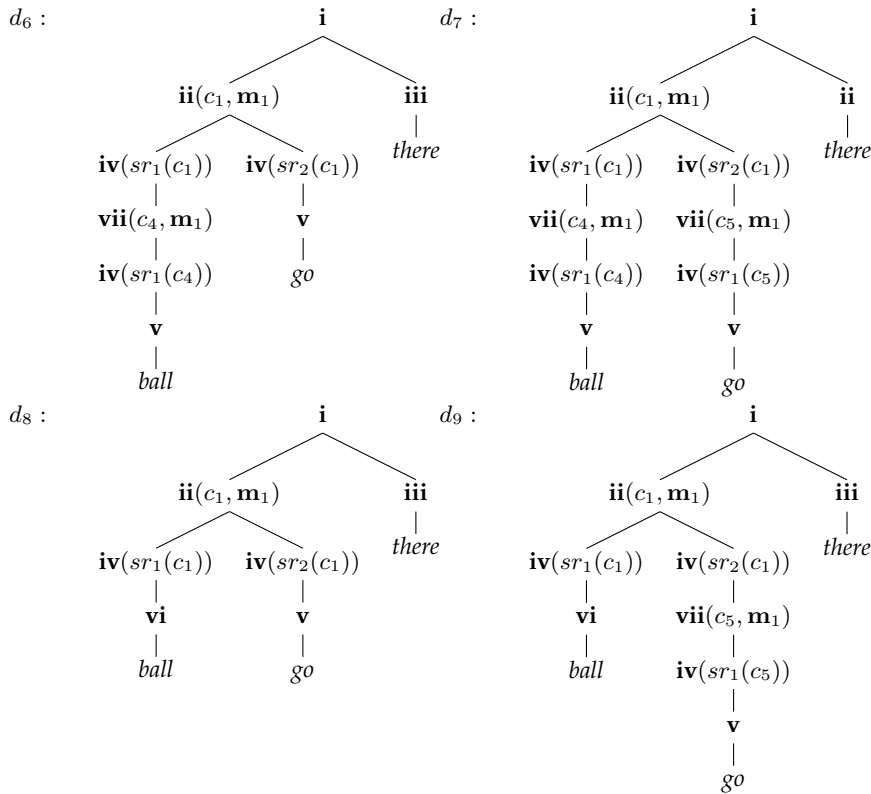 d₆ : i d₇ : i
ii(c₁, m₁) iii ii(c₁, m₁) ii
there there
iv(sr₁(c₁)) iv(sr₂(c₁)) iv(sr₁(c₁)) iv(sr₂(c₁))
vii(c₄, m₁) v vii(c₄, m₁) vii(c₅, m₁)
iv(sr₁(c₄)) go iv(sr₁(c₄)) iv(sr₁(c₅))
v v v
ball ball go
d₈ : i d₉ : i
ii(c₁, m₁) iii ii(c₁, m₁) iii
there there
iv(sr₁(c₁)) iv(sr₂(c₁)) iv(sr₁(c₁)) iv(sr₂(c₁))
vi v vi vii(c₅, m₁)
ball go ball iv(sr₁(c₅))
v
go